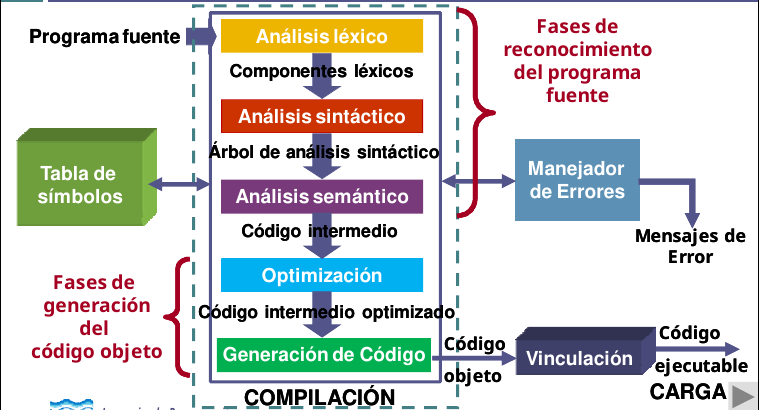 Programa fuente
Análisis léxico
Componentes léxicos
Análisis sintáctico
Árbol de análisis sintáctico
Análisis semántico
Código intermedio
Optimización
Código intermedio optimizado
Generación de Código
COMPILACIÓN
Fases de
reconocimiento
del programa
fuente
Tabla de
símbolos
Manejador
de Errores
Mensajes de
Error
Fases de
generación
del
código objeto
Código
objeto
Vinculación
Código
ejecutable
CARGA